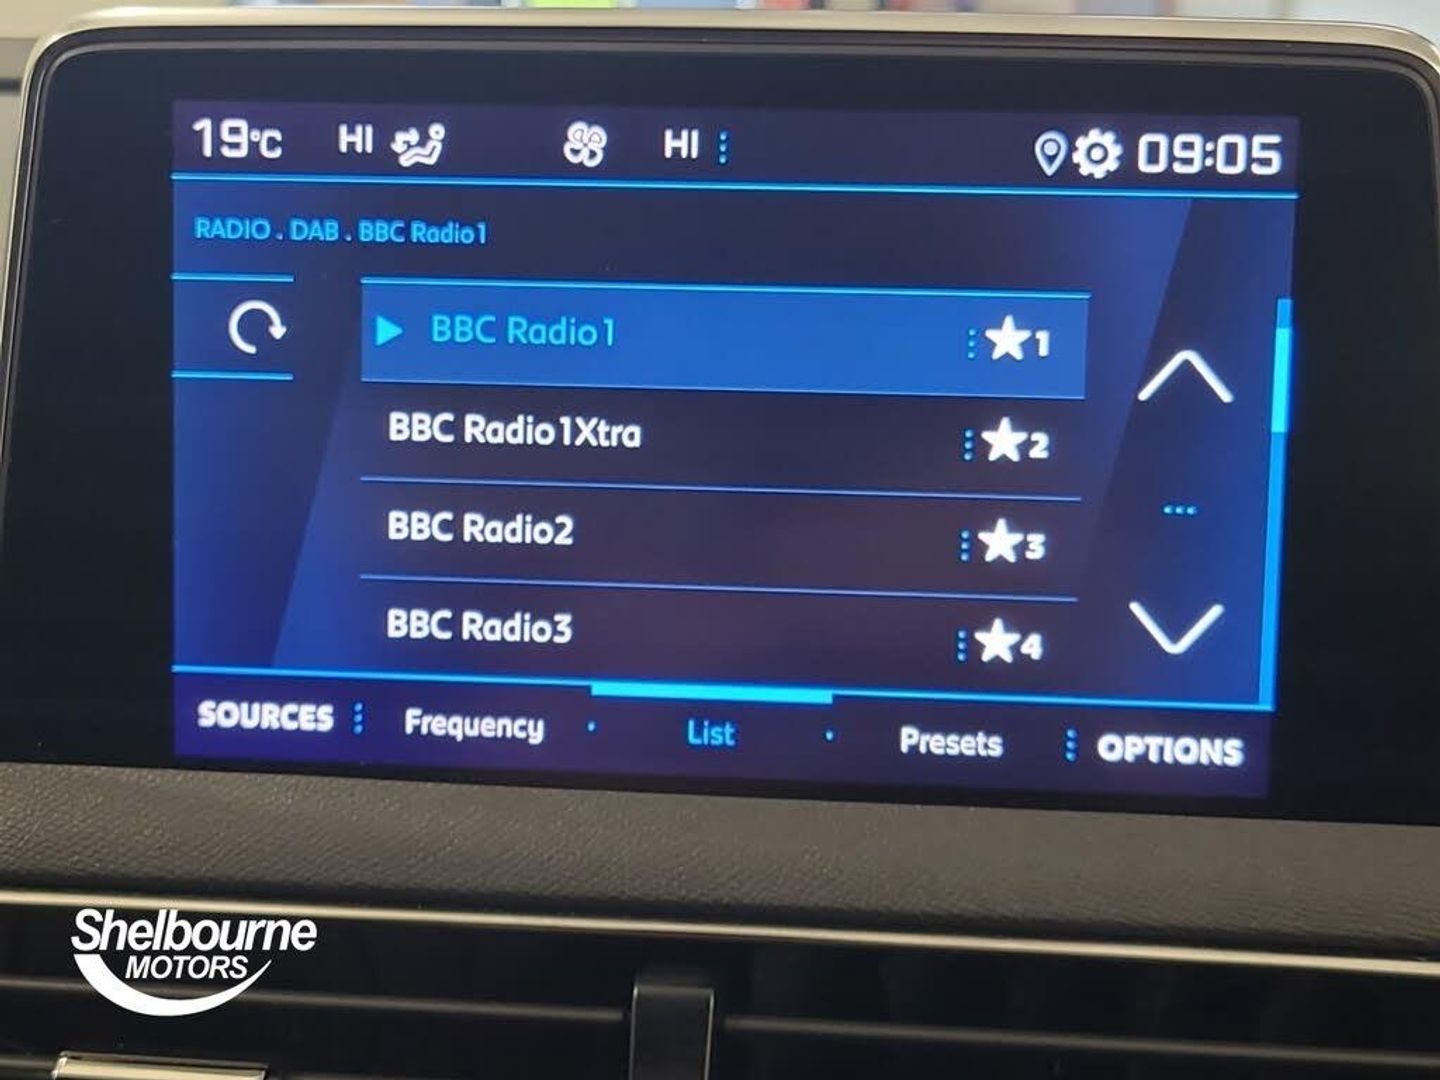 19°C HI HI 09:05
RADIO . DAB . BBC Radio1
BBC Radio1 1
BBC Radio1Xtra 2
BBC Radio2 3
BBC Radio3 4
SOURCES Frequency List Presets OPTIONS
Shelbourne
MOTORS